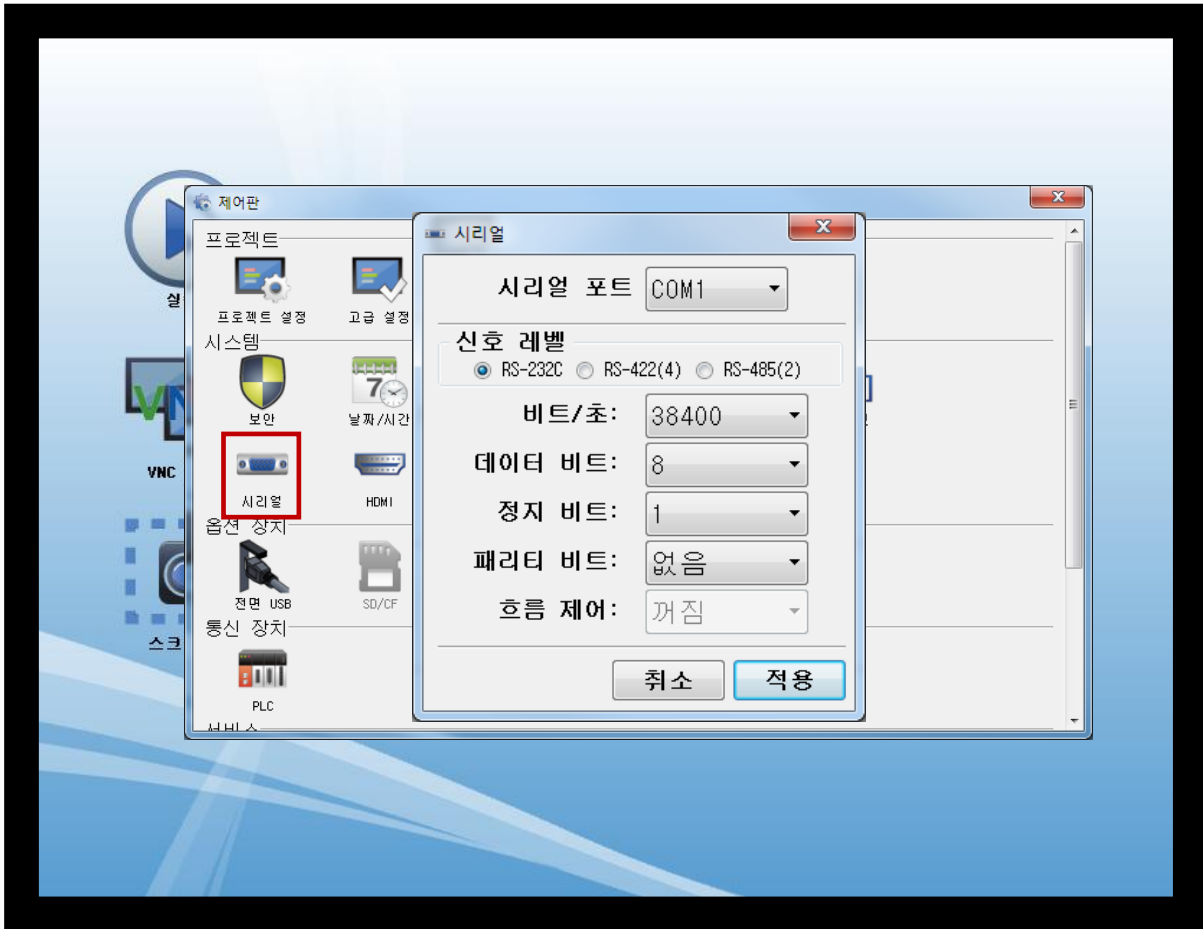 제어판
프로젝트
프로젝트 설정
고급 설정
시스템
보안
날짜/시간
시리얼
HDMI
옵션 장치
전면 USB
SD/CF
통신 장치
PLC
서비스
시리얼
시리얼 포트 COM1
신호 레벨
RS-232C RS-422(4) RS-485(2)
비트/초: 38400
데이터 비트: 8
정지 비트: 1
패리티 비트: 없음
흐름 제어: 꺼짐
취소 적용
VNC